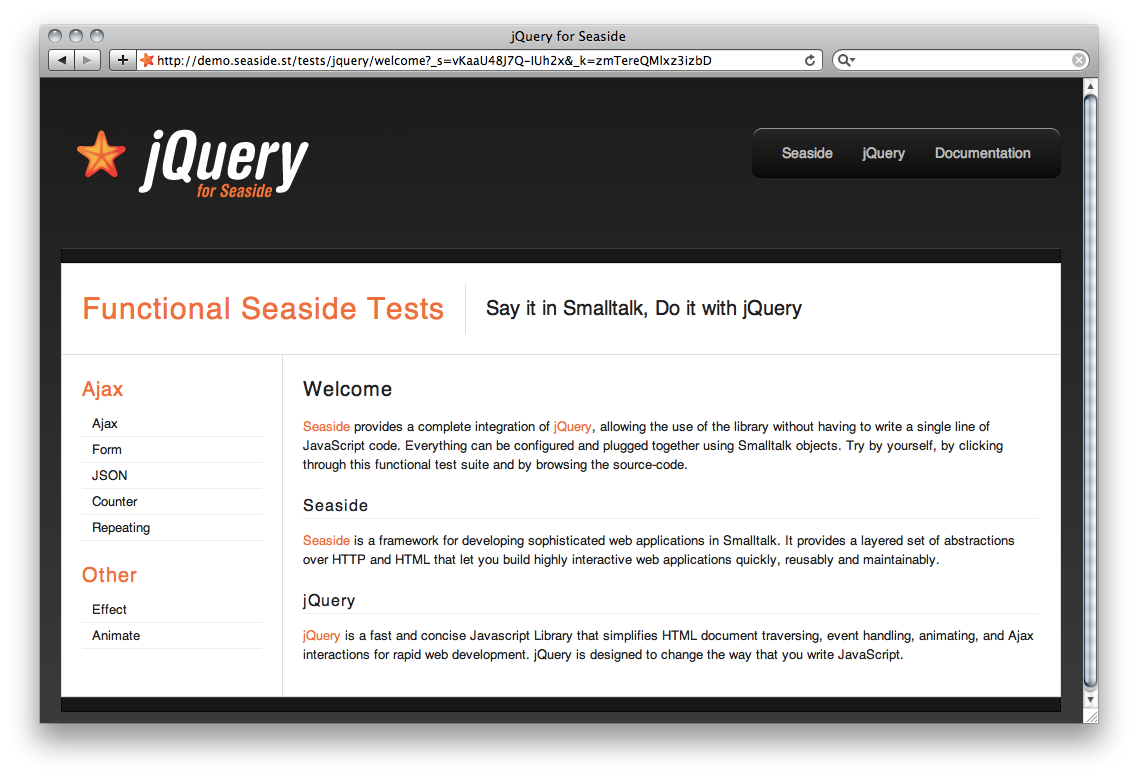 jQuery for Seaside
http://demo.seaside.st/tests/jquery/welcome?_s=vKaaU48J7Q-IUh2x&_k=zmTereQMlxz3izbD
jQuery
for Seaside
Seaside jQuery Documentation
Functional Seaside Tests
Say it in Smalltalk, Do it with jQuery
Ajax
Ajax
Form
JSON
Counter
Repeating
Other
Effect
Animate
Welcome
Seaside provides a complete integration of jQuery, allowing the use of the library without having to write a single line of
JavaScript code. Everything can be configured and plugged together using Smalltalk objects. Try by yourself, by clicking
through this functional test suite and by browsing the source-code.
Seaside
Seaside is a framework for developing sophisticated web applications in Smalltalk. It provides a layered set of abstractions
over HTTP and HTML that let you build highly interactive web applications quickly, reusably and maintainably.
jQuery
jQuery is a fast and concise Javascript Library that simplifies HTML document traversing, event handling, animating, and Ajax
interactions for rapid web development. jQuery is designed to change the way that you write JavaScript.